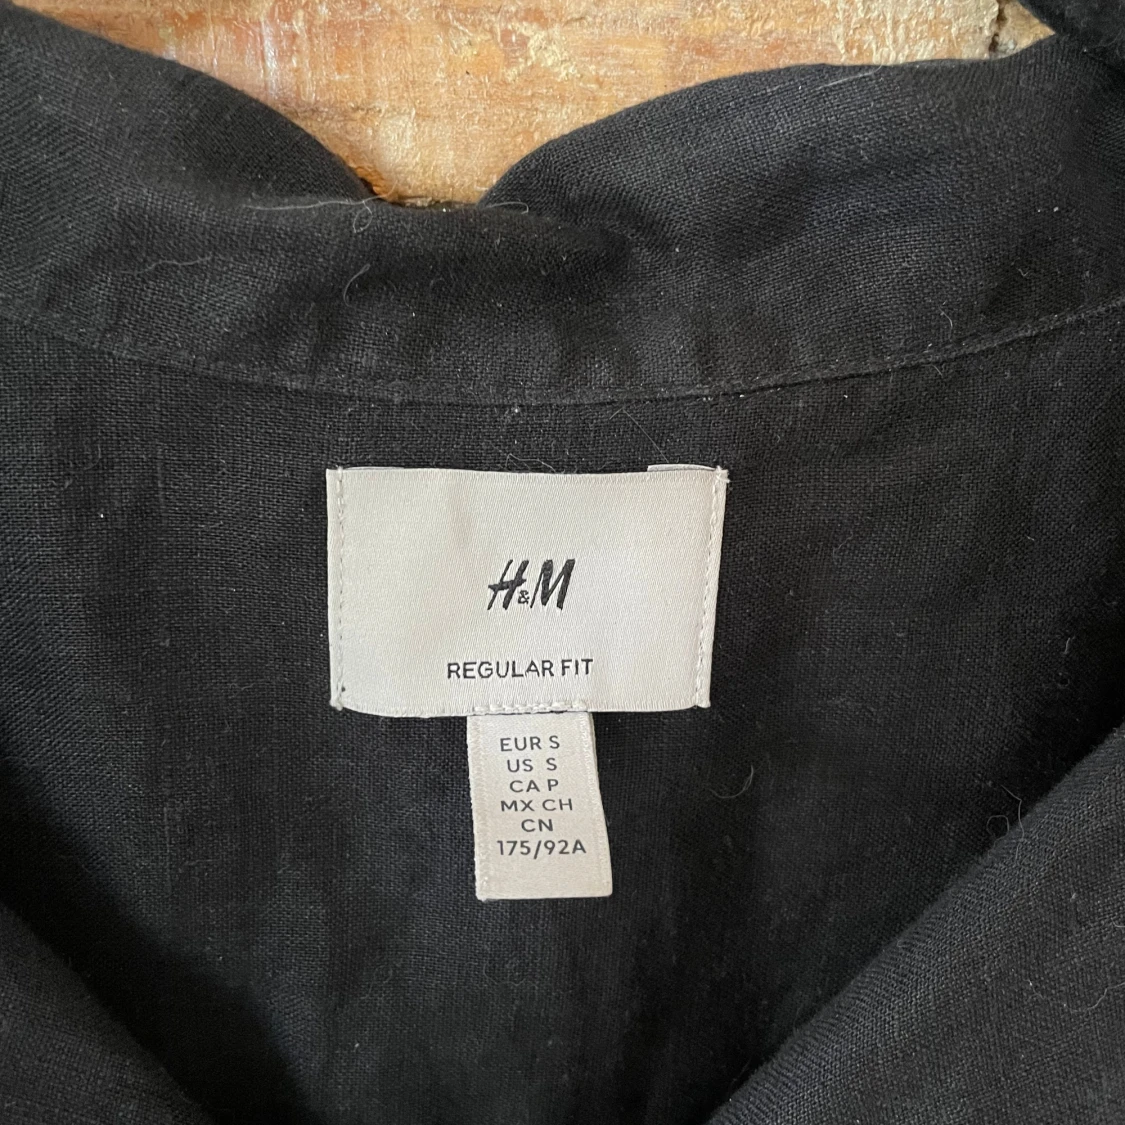 H&M
REGULAR FIT
EUR S
US S
CA P
MX CH
CN
175/92A